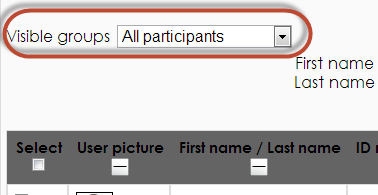 Visible groups All participants
First name
Last name
Select User picture First name / Last name ID